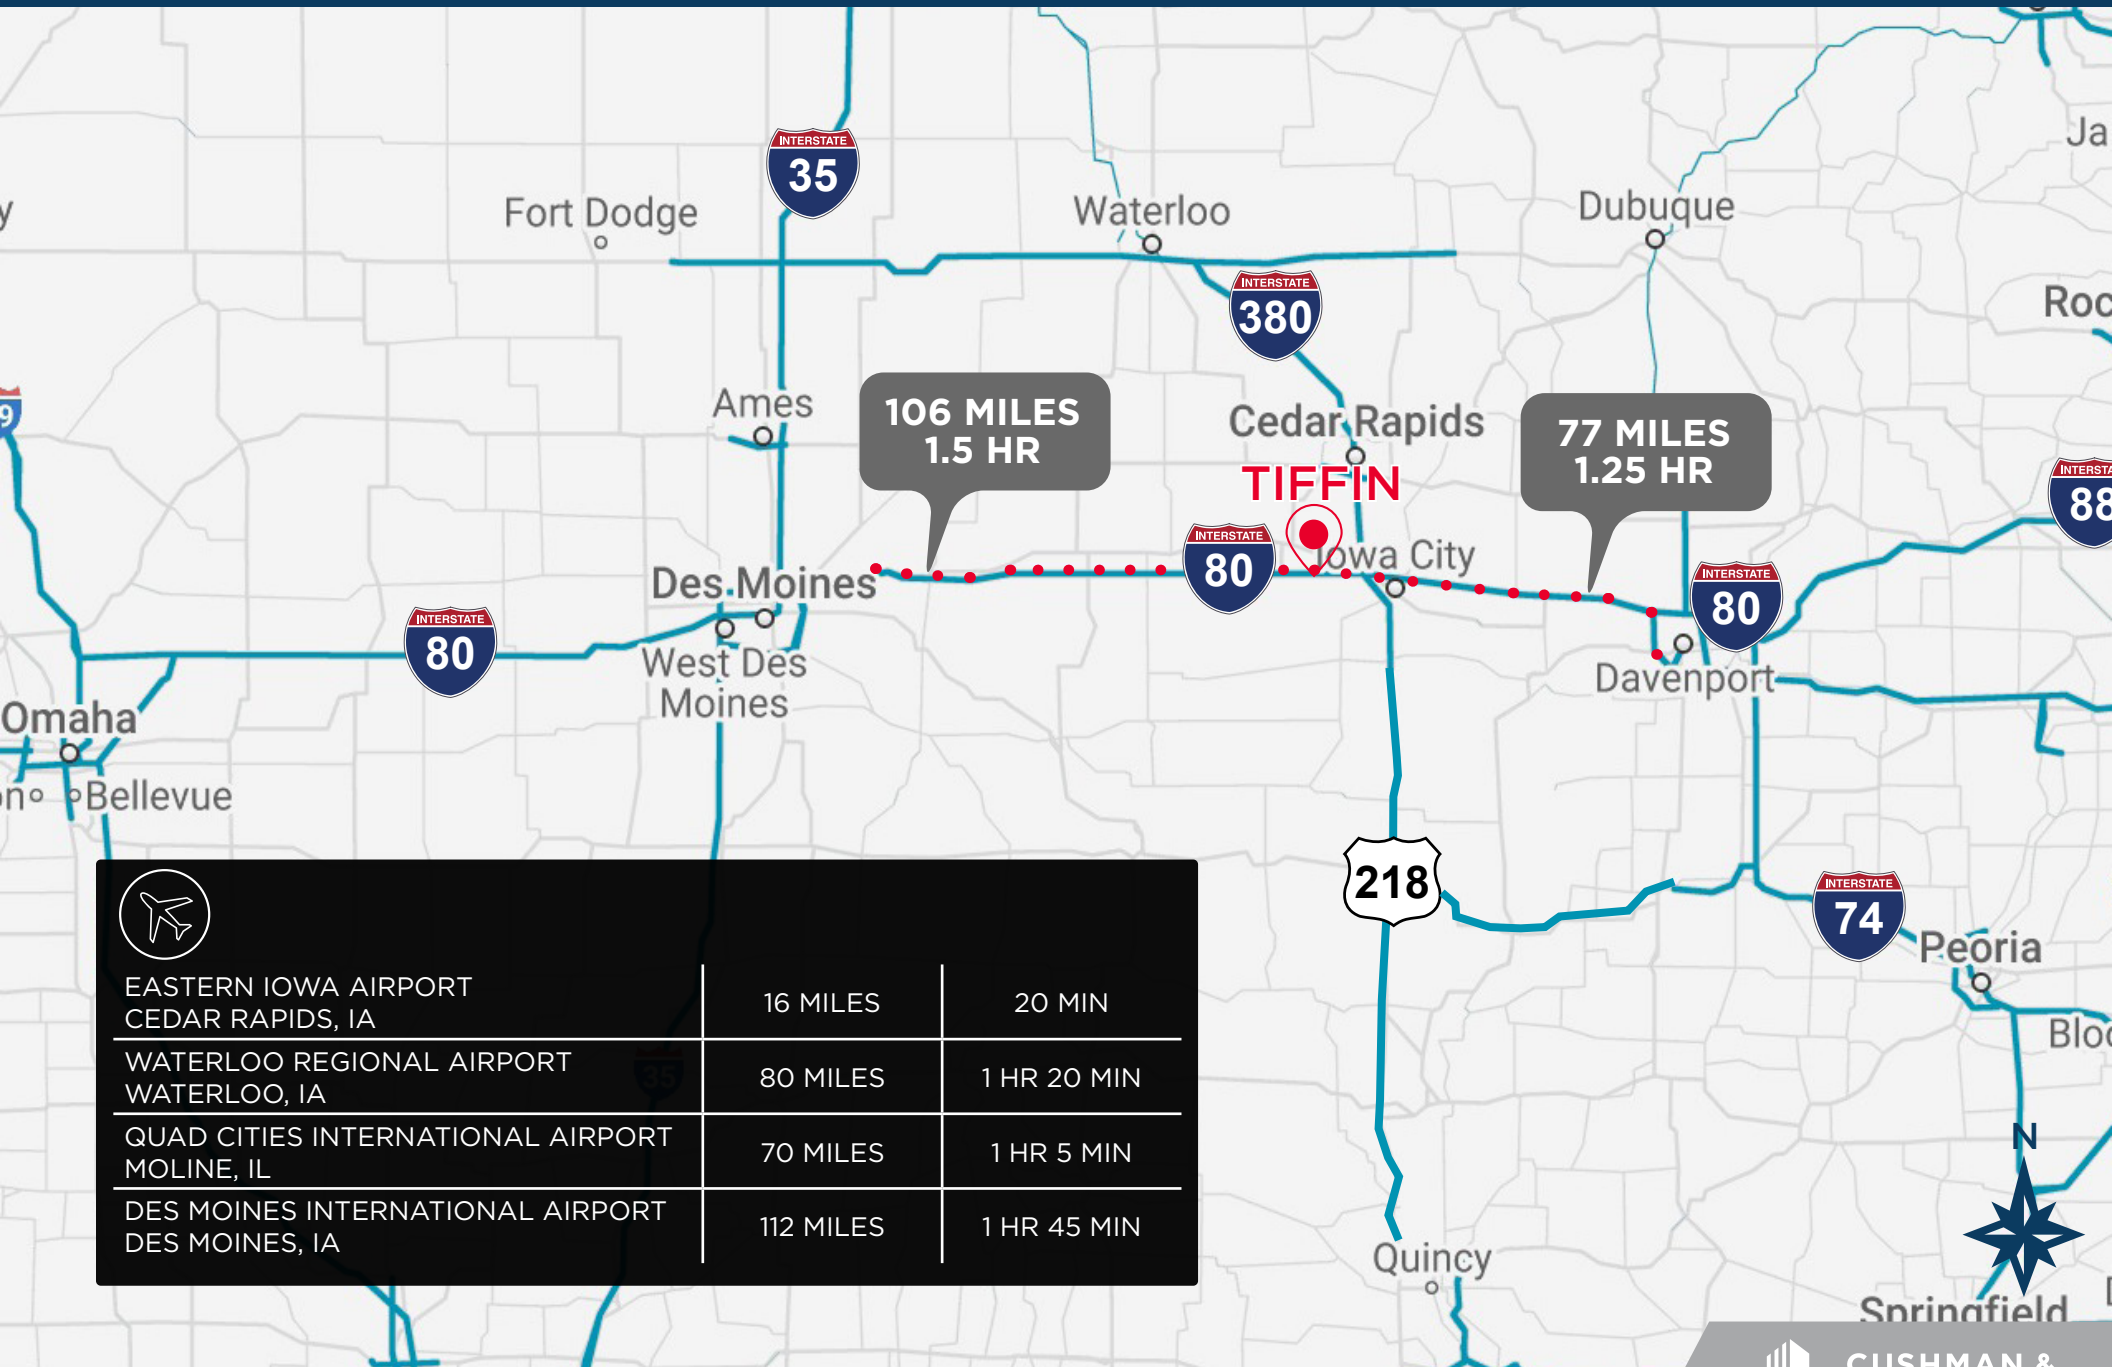 INTERSTATE
35
Fort Dodge
Waterloo
Dubuque
INTERSTATE
380
Ames
106 MILES
1.5 HR
Cedar Rapids
77 MILES
1.25 HR
TIFFIN
INTERSTATE
80
Iowa City
88
Des Moines
INTERSTATE
80
INTERSTATE
80
West Des
Moines
Davenport
Omaha
Bellevue
218
INTERSTATE
74
Peoria
EASTERN IOWA AIRPORT
CEDAR RAPIDS, IA
16 MILES
20 MIN
WATERLOO REGIONAL AIRPORT
WATERLOO, IA
80 MILES
1 HR 20 MIN
35
QUAD CITIES INTERNATIONAL AIRPORT
MOLINE, IL
70 MILES
1 HR 5 MIN
DES MOINES INTERNATIONAL AIRPORT
DES MOINES, IA
112 MILES
1 HR 45 MIN
N
Quincy
Springfield
CUSHMAN &